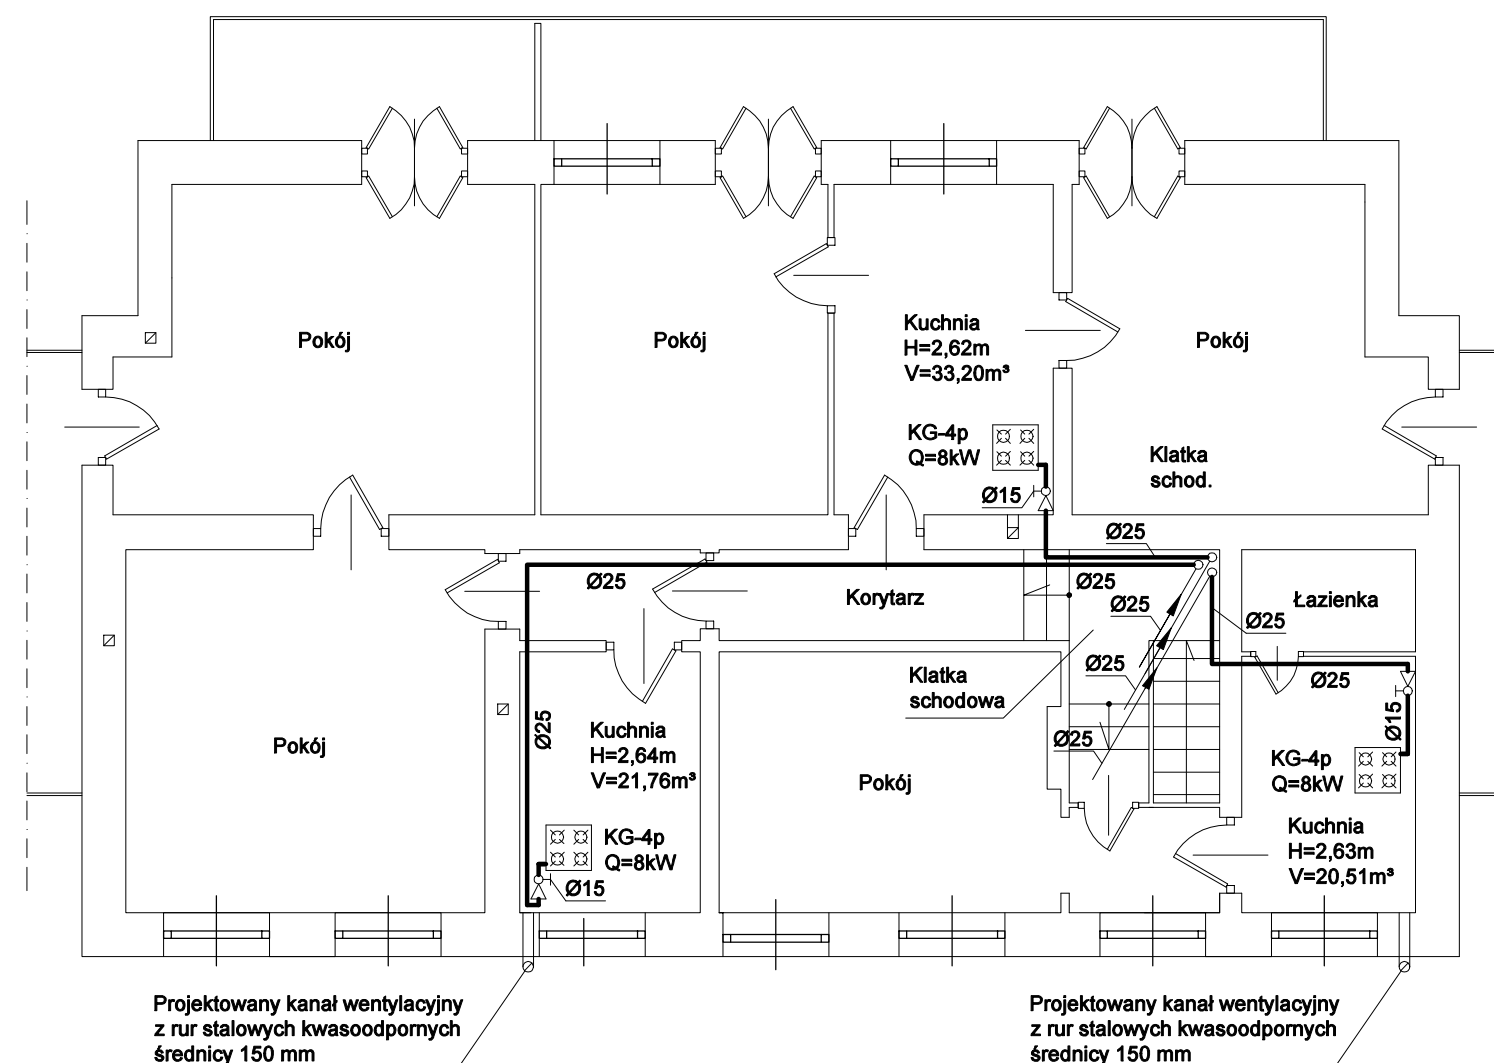 Pokój
Pokój
Kuchnia
H=2,62m
V=33,20m³
Pokój
KG-4p
Q=8kW
Klatka
schod.
Ø15
Ø25
Ø25
Ø25
Korytarz
Ø25
Łazienka
Ø25
Ø25
Klatka
schodowa
Ø25
Ø25
Ø15
Ø25
Pokój
Kuchnia
H=2,64m
V=21,76m³
Pokój
Ø25
KG-4p
Q=8kW
Kuchnia
H=2,63m
V=20,51m³
KG-4p
Q=8kW
Ø15
Projektowany kanał wentylacyjny
z rur stalowych kwasoodpornych
średnicy 150 mm
Projektowany kanał wentylacyjny
z rur stalowych kwasoodpornych
średnicy 150 mm